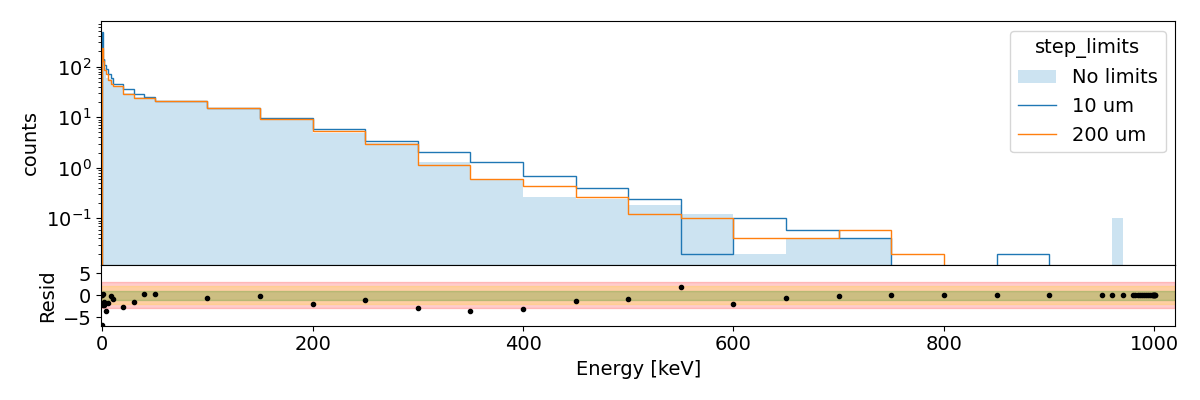 step_limits
No limits
10 um
200 um
counts
10²
10¹
10⁰
10⁻¹
Resid
5
0
−5
0 200 400 600 800 1000
Energy [keV]